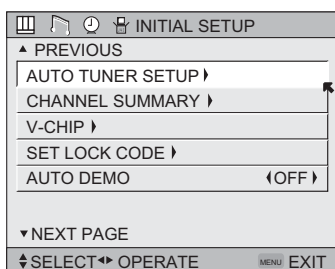 INITIAL SETUP
▲ PREVIOUS
AUTO TUNER SETUP
CHANNEL SUMMARY
V-CHIP
SET LOCK CODE
AUTO DEMO OFF
▼NEXT PAGE
SELECT OPERATE MENU EXIT